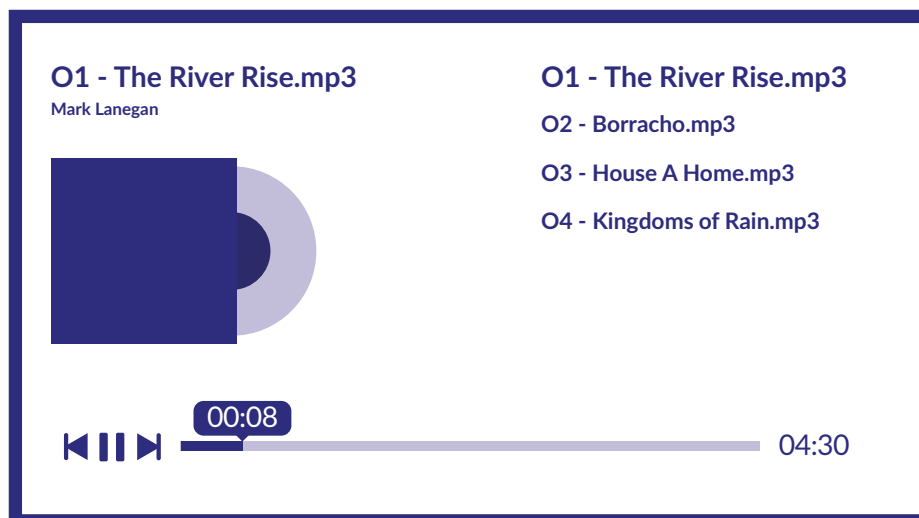 O1 - The River Rise.mp3
Mark Lanegan
O1 - The River Rise.mp3
O2 - Borracho.mp3
O3 - House A Home.mp3
O4 - Kingdoms of Rain.mp3
00:08
04:30